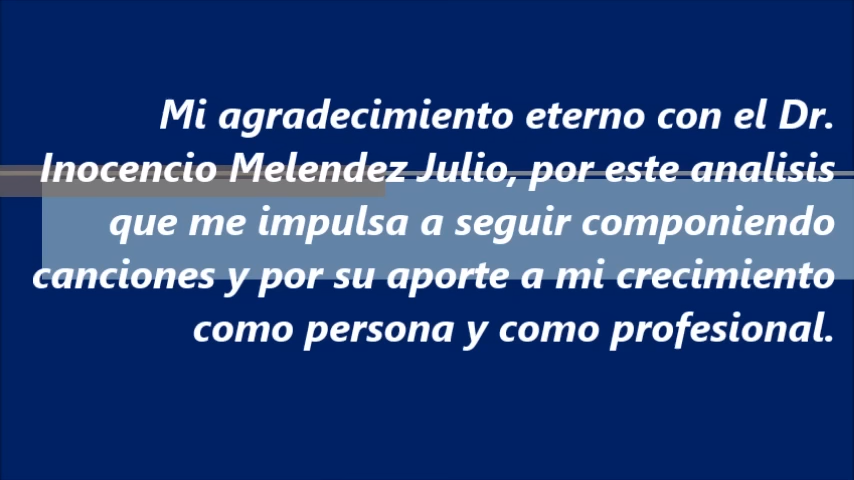 Mi agradecimiento eterno con el Dr.
Inocencio Melendez Julio, por este analisis
que me impulsa a seguir componiendo
canciones y por su aporte a mi crecimiento
como persona y como profesional.